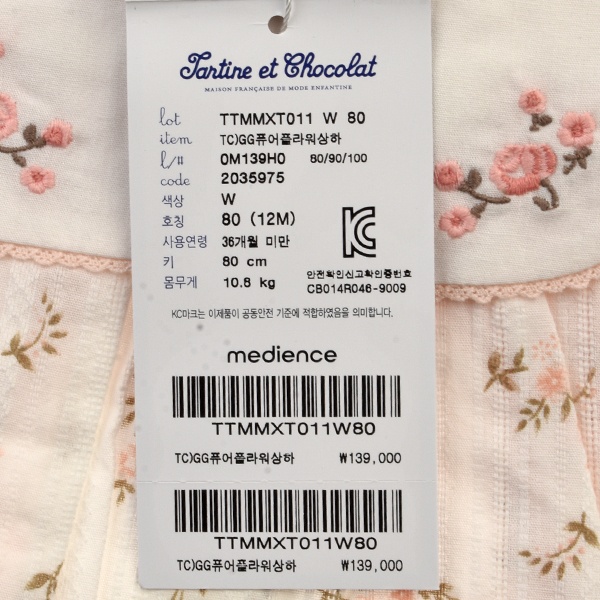 Tartine et Chocolat
MAISON FRANÇAISE DE MODE ENFANTINE
lot TTMMXT011 W 80
item TC)GG퓨어플라워상하
l/# 0M139H0 80/90/100
code 2035975
색상 W
호칭 80 (12M)
사용연령 36개월 미만
키 80 cm
몸무게 10.8 kg
안전확인신고확인증번호
CB014R046-9009
KC마크는 이제품이 공통안전 기준에 적합하였음을 의미합니다.
medience
TTMMXT011W80
TC)GG퓨어플라워상하 ₩139,000
TTMMXT011W80
TC)GG퓨어플라워상하 ₩139,000